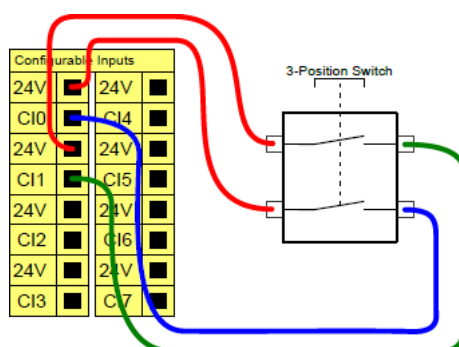 Configurable Inputs
3-Position Switch
24V 24V
CI0 CI4
24V 24V
CI1 CI5
24V 24V
CI2 CI6
24V 24V
CI3 CI7